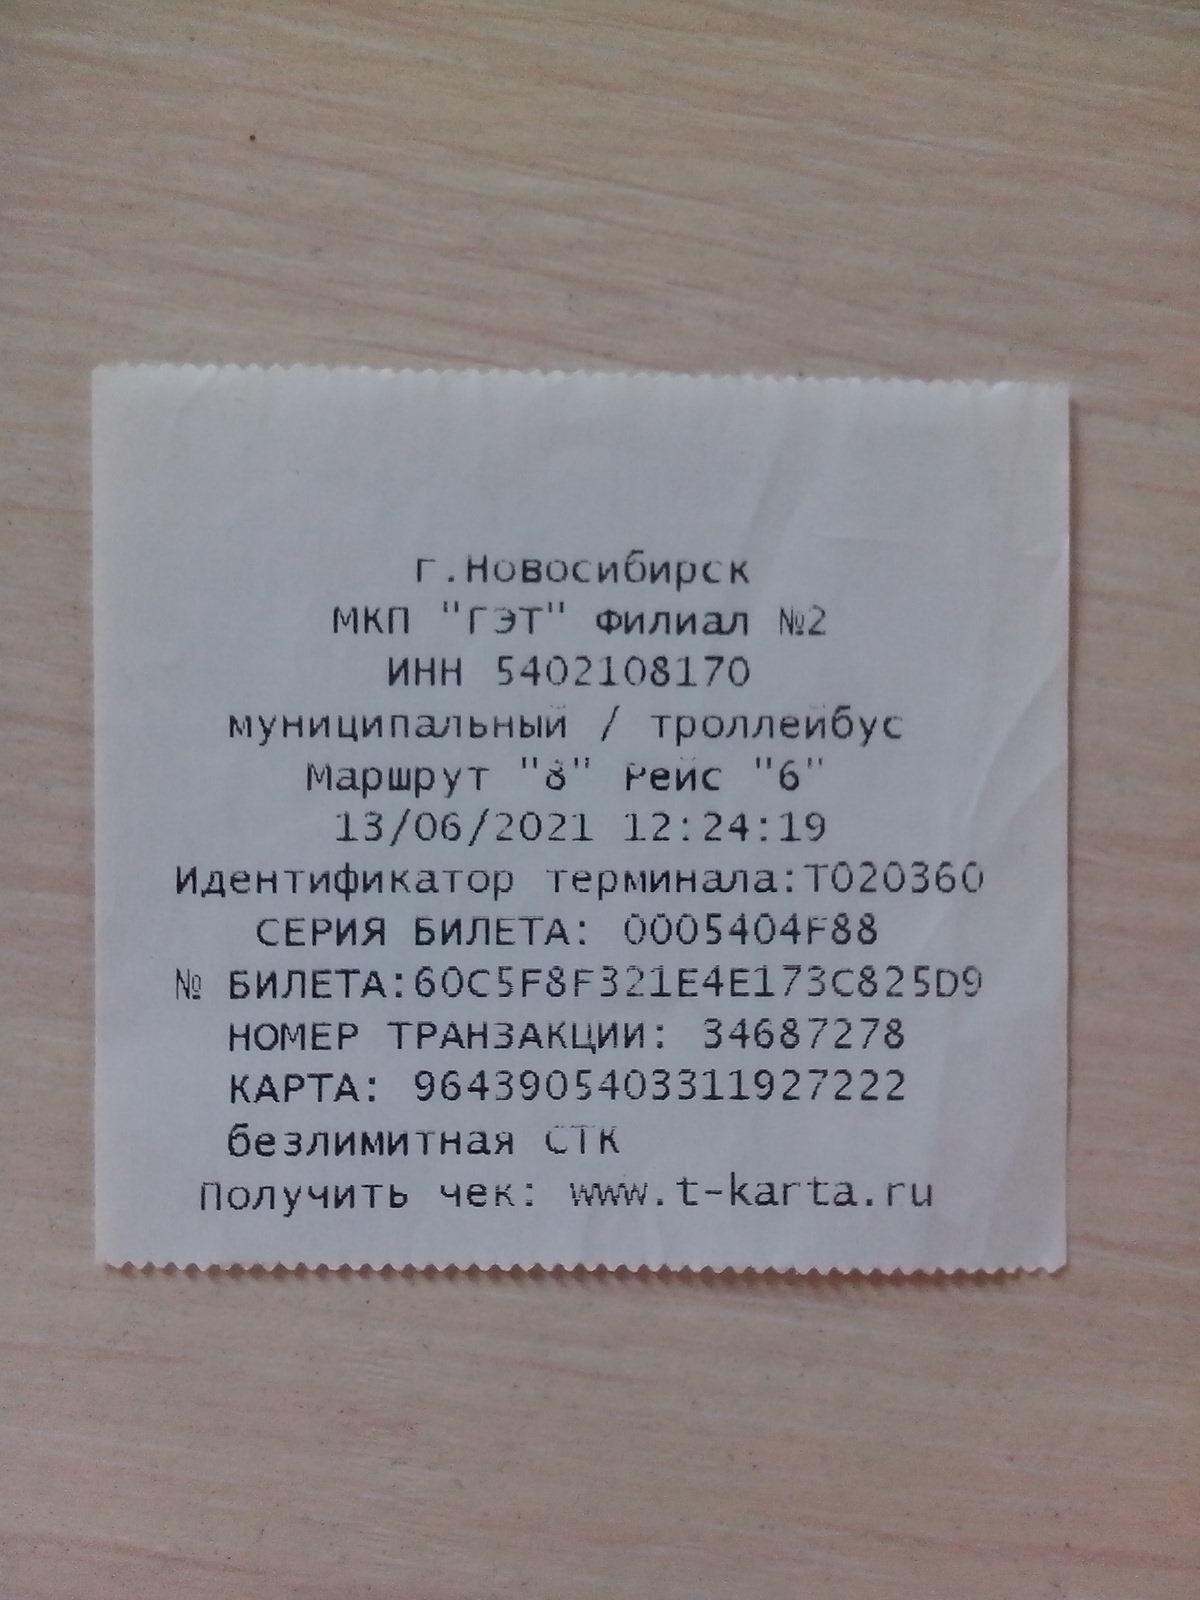 г.Новосибирск
МКП "ГЭТ" Филиал №2
ИНН 5402108170
муниципальный / троллейбус
Маршрут "8" Рейс "6"
13/06/2021 12:24:19
Идентификатор терминала:T020360
СЕРИЯ БИЛЕТА: 0005404F88
№ БИЛЕТА:60C5F8F321E4E173C825D9
НОМЕР ТРАНЗАКЦИИ: 34687278
КАРТА: 9643905403311927222
безлимитная СТК
Получить чек: www.t-karta.ru